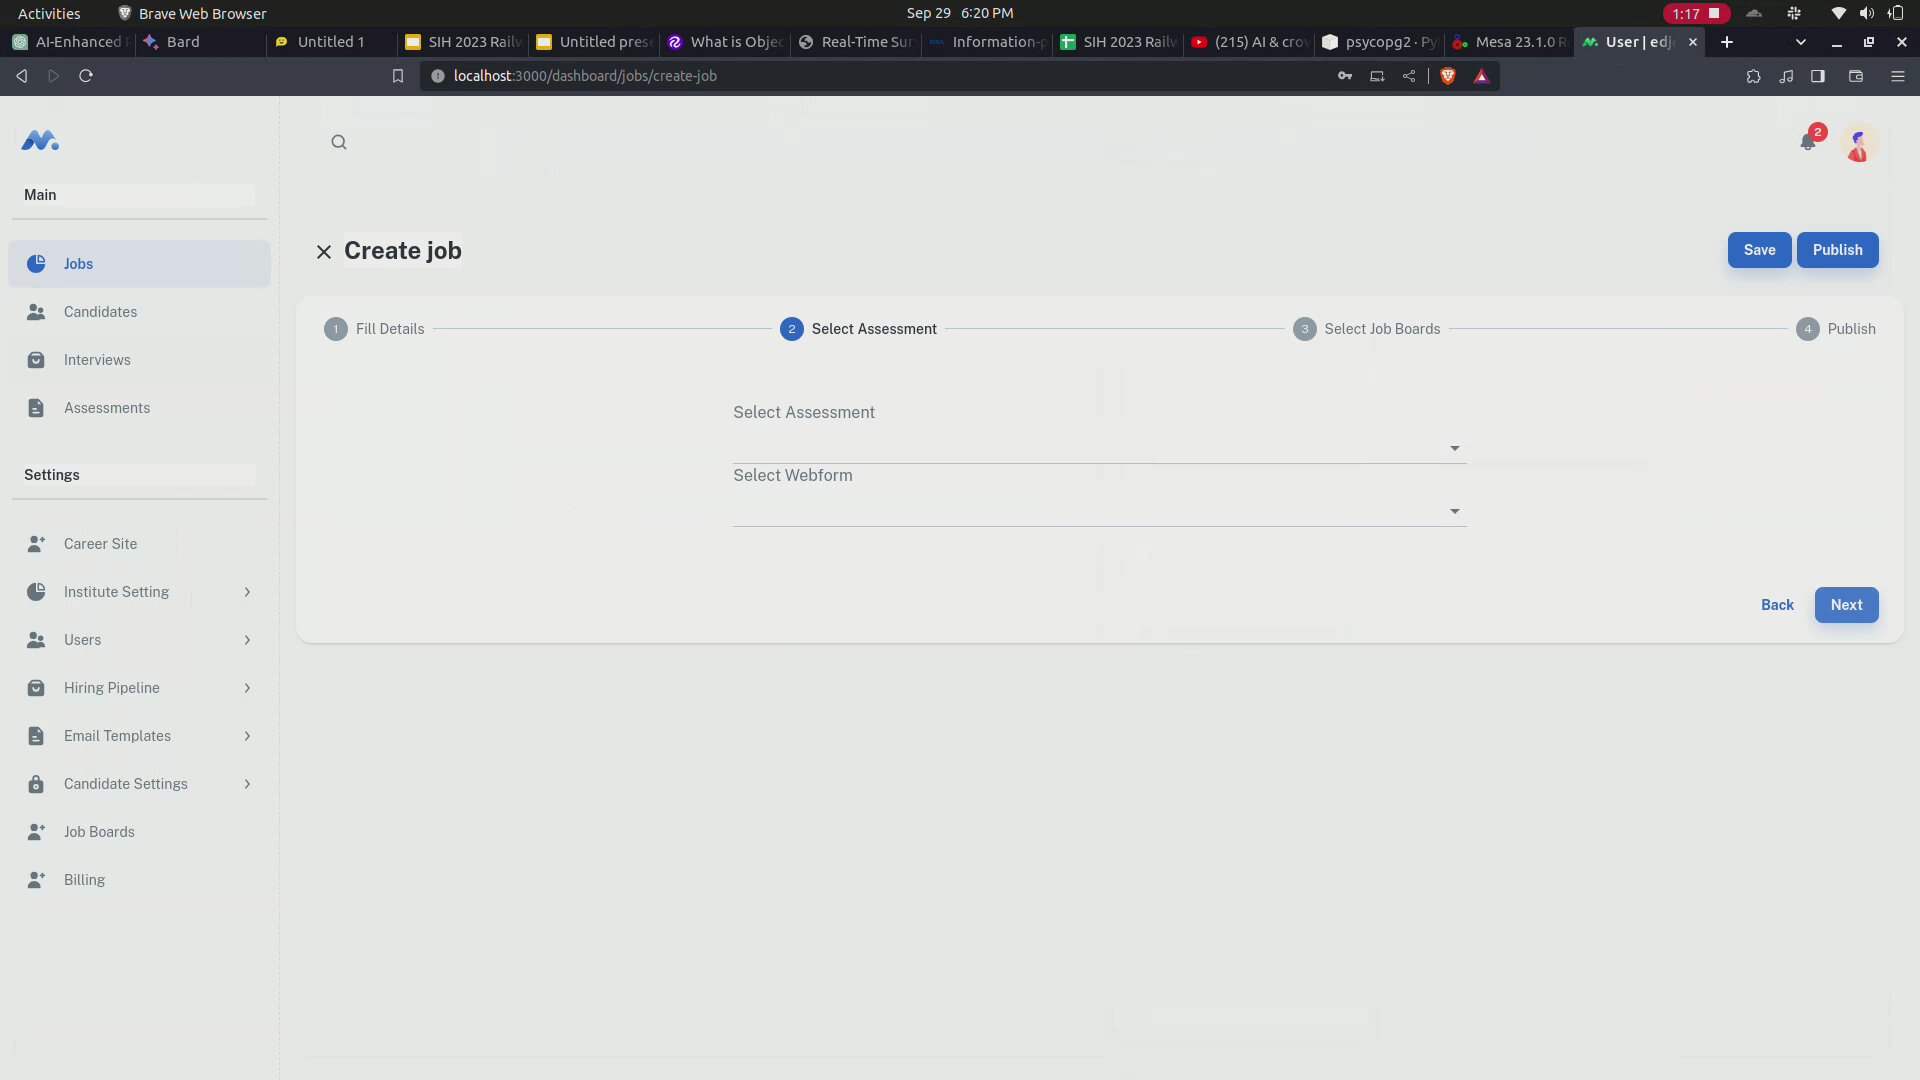 Activities
Brave Web Browser
Sep 29 6:20 PM
1:17
AI-Enhanced
Bard
Untitled 1
SIH 2023 Railw
Untitled prese
What is Objec
Real-Time Sur
Information-p
SIH 2023 Railw
(215) AI & crow
psycopg2 · Py
Mesa 23.1.0 R
User | edj
localhost:3000/dashboard/jobs/create-job
2
Main
Create job
Save
Publish
Jobs
Candidates
Interviews
Assessments
1 Fill Details
2 Select Assessment
3 Select Job Boards
4 Publish
Select Assessment
Select Webform
Back
Next
Settings
Career Site
Institute Setting
Users
Hiring Pipeline
Email Templates
Candidate Settings
Job Boards
Billing